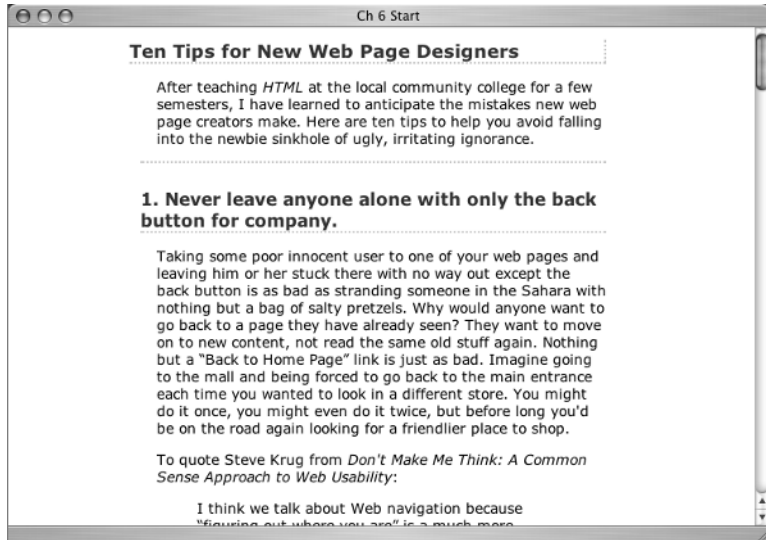 Ch 6 Start
Ten Tips for New Web Page Designers
After teaching HTML at the local community college for a few
semesters, I have learned to anticipate the mistakes new web
page creators make. Here are ten tips to help you avoid falling
into the newbie sinkhole of ugly, irritating ignorance.
1. Never leave anyone alone with only the back
button for company.
Taking some poor innocent user to one of your web pages and
leaving him or her stuck there with no way out except the
back button is as bad as stranding someone in the Sahara with
nothing but a bag of salty pretzels. Why would anyone want to
go back to a page they have already seen? They want to move
on to new content, not read the same old stuff again. Nothing
but a “Back to Home Page” link is just as bad. Imagine going
to the mall and being forced to go back to the main entrance
each time you wanted to look in a different store. You might
do it once, you might even do it twice, but before long you'd
be on the road again looking for a friendlier place to shop.
To quote Steve Krug from Don't Make Me Think: A Common
Sense Approach to Web Usability:
I think we talk about Web navigation because
“figuring out where you are” is a much more